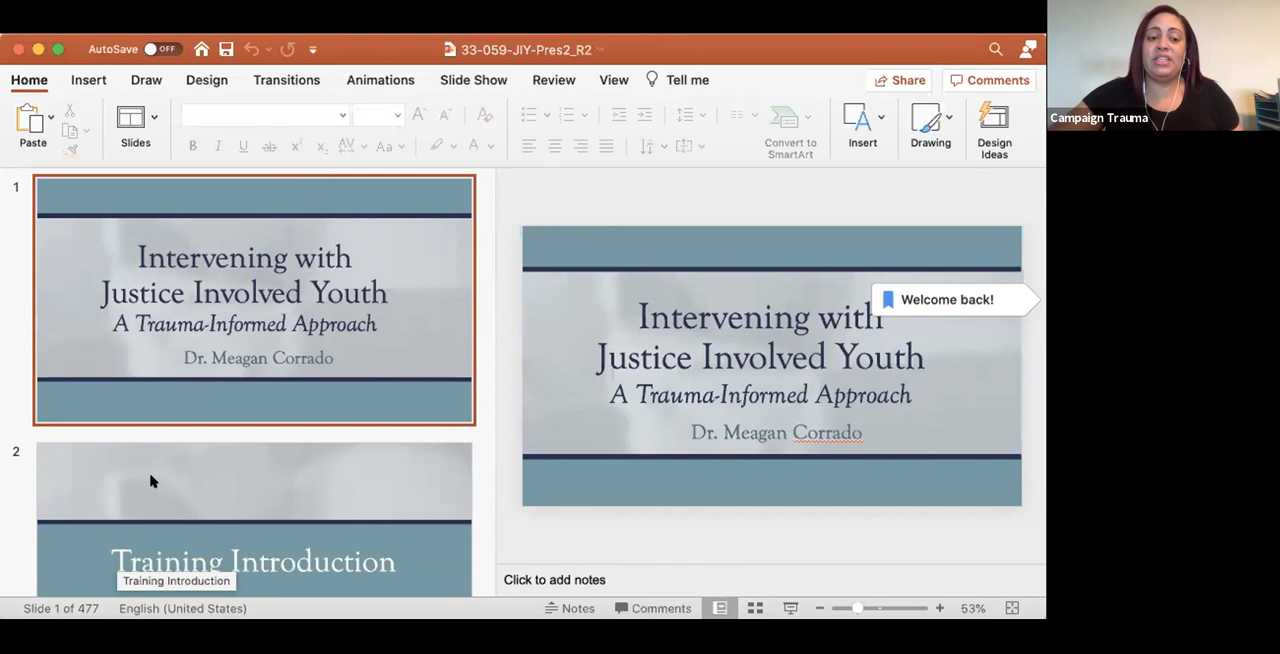 AutoSave OFF 33-059-JIY-Pres2_R2
Home Insert Draw Design Transitions Animations Slide Show Review View Tell me Share Comments
Paste Slides Convert to SmartArt Insert Drawing Design Ideas
1
Intervening with
Justice Involved Youth
A Trauma-Informed Approach
Dr. Meagan Corrado
2
Training Introduction
Training Introduction
Intervening with
Justice Involved Youth
A Trauma-Informed Approach
Dr. Meagan Corrado
Welcome back!
Click to add notes
Slide 1 of 477 English (United States) Notes Comments 53%
Campaign Trauma